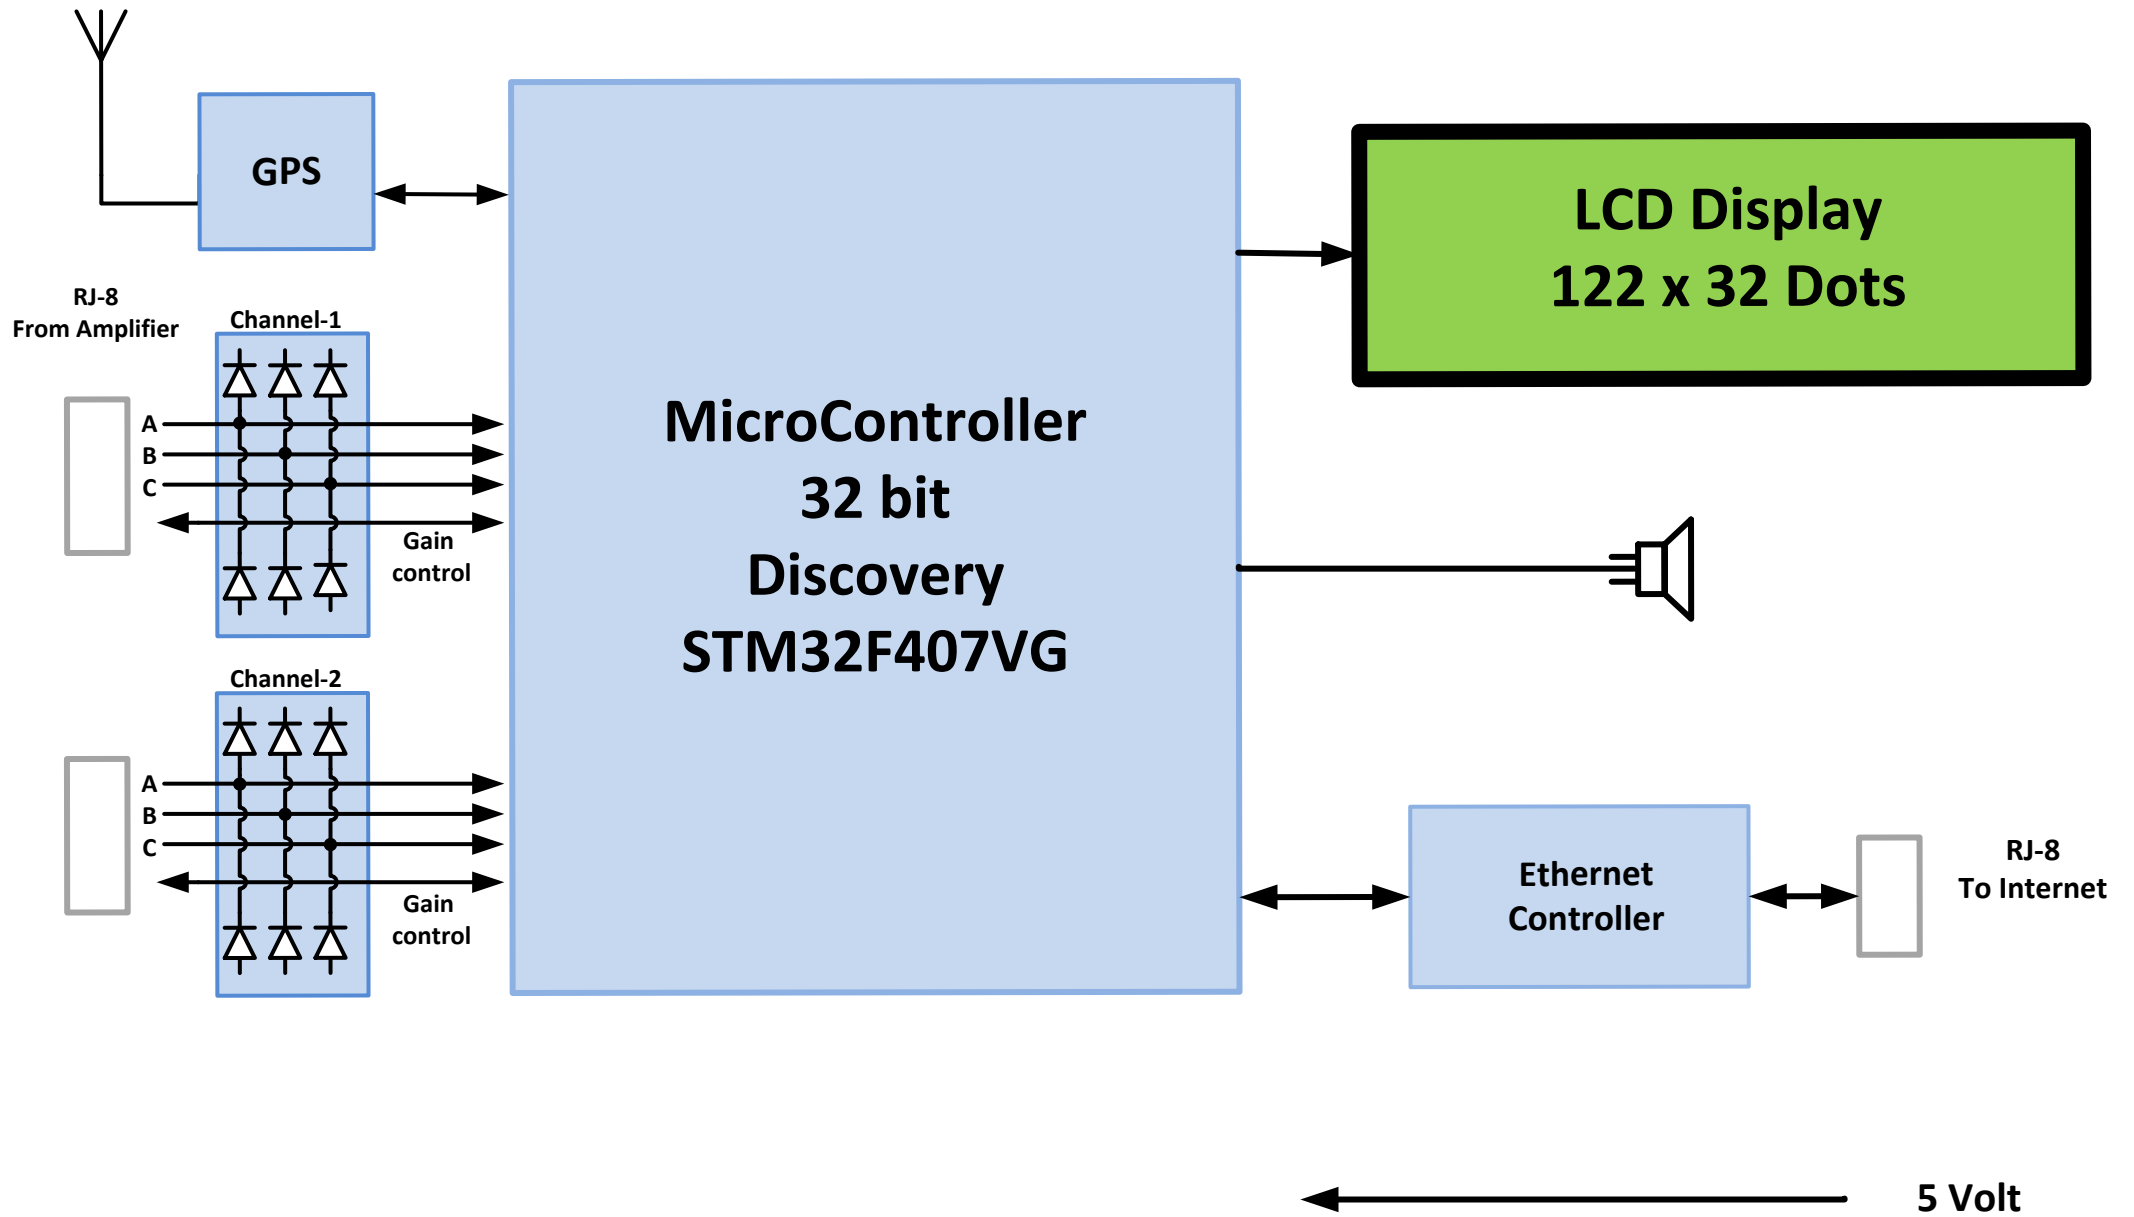 GPS
RJ-8
From Amplifier
Channel-1
A
B
C
Gain
control
Channel-2
A
B
C
Gain
control
MicroController
32 bit
Discovery
STM32F407VG
LCD Display
122 x 32 Dots
Ethernet
Controller
RJ-8
To Internet
5 Volt